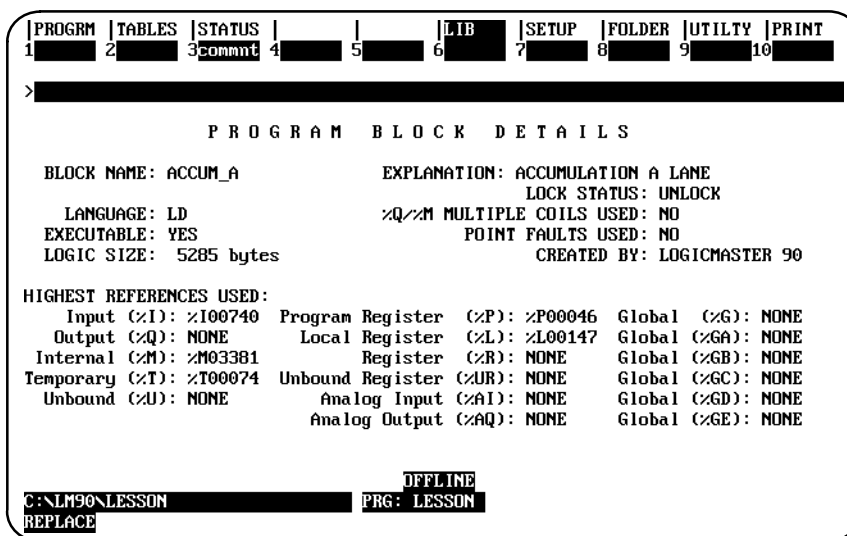 |PROGRM |TABLES |STATUS | | |LIB |SETUP |FOLDER |UTILTY |PRINT
1 2 3commnt 4 5 6 7 8 9 10
>
P R O G R A M B L O C K D E T A I L S
BLOCK NAME: ACCUM_A EXPLANATION: ACCUMULATION A LANE
LOCK STATUS: UNLOCK
LANGUAGE: LD %Q/%M MULTIPLE COILS USED: NO
EXECUTABLE: YES POINT FAULTS USED: NO
LOGIC SIZE: 5285 bytes CREATED BY: LOGICMASTER 90
HIGHEST REFERENCES USED:
Input (%I): %I00740 Program Register (%P): %P00046 Global (%G): NONE
Output (%Q): NONE Local Register (%L): %L00147 Global (%GA): NONE
Internal (%M): %M03381 Register (%R): NONE Global (%GB): NONE
Temporary (%T): %T00074 Unbound Register (%UR): NONE Global (%GC): NONE
Unbound (%U): NONE Analog Input (%AI): NONE Global (%GD): NONE
Analog Output (%AQ): NONE Global (%GE): NONE
OFFLINE
C:\LM90\LESSON PRG: LESSON
REPLACE